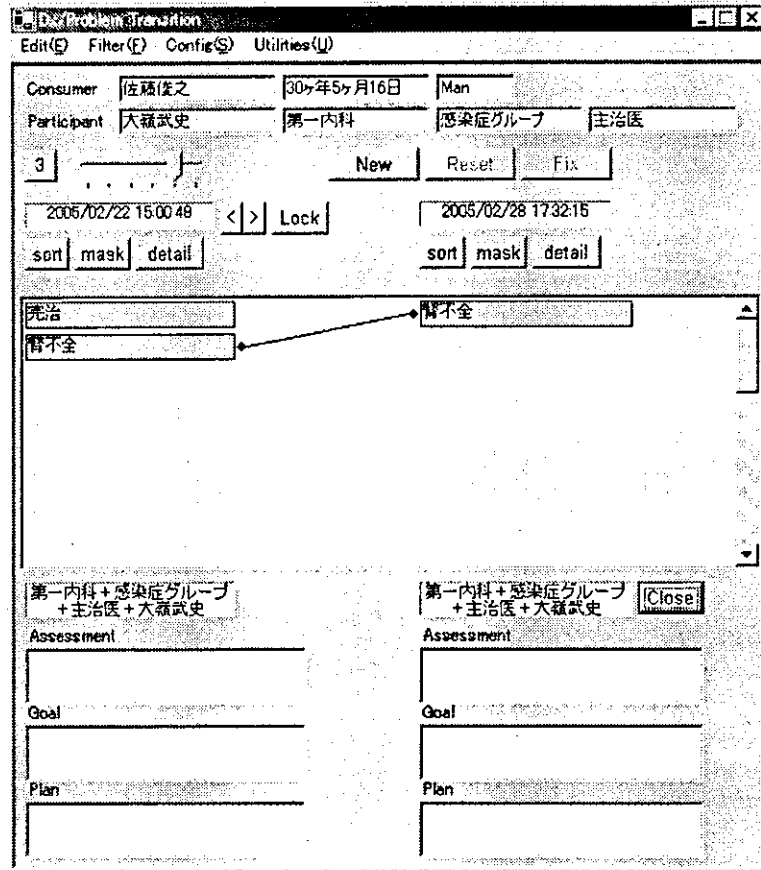 Dx/Problem Transition
Edit(E) Filter(F) Config(S) Utilities(U)
Consumer 佐藤俊之 30ヶ年5ヶ月16日 Man
Participant 大嶺武史 第一内科 感染症グループ 主治医
3 New Reset Fix
2005/02/22 15:00:48 < > Lock 2005/02/28 17:32:15
sort mask detail sort mask detail
完治 腎不全
腎不全
第一内科+感染症グループ 第一内科+感染症グループ Close
+主治医+大嶺武史 +主治医+大嶺武史
Assessment Assessment
Goal Goal
Plan Plan